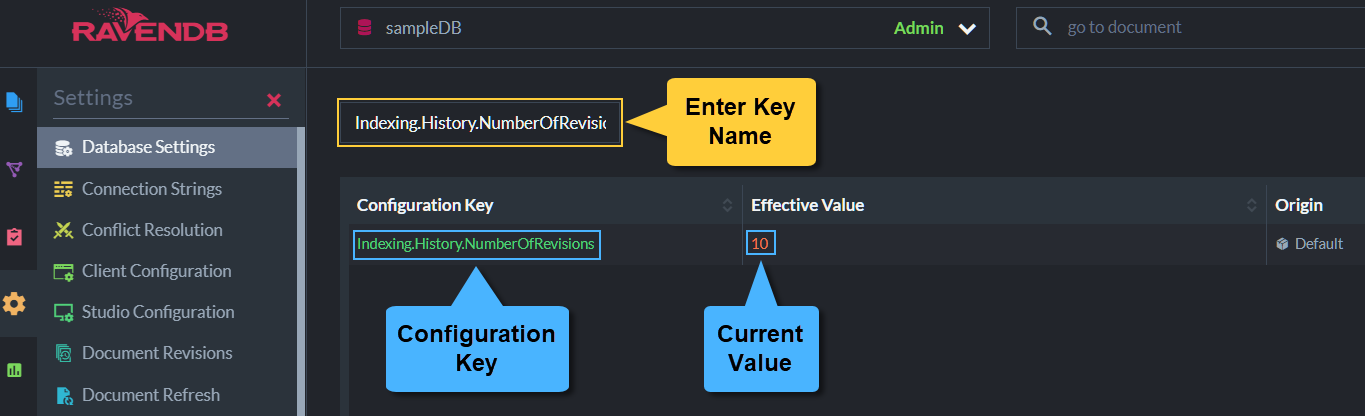 RAVENDB
sampleDB
Admin
go to document
Settings
Database Settings
Connection Strings
Conflict Resolution
Client Configuration
Studio Configuration
Document Revisions
Document Refresh
Indexing.History.NumberOfRevisio
Enter Key
Name
Configuration Key
Effective Value
Origin
Indexing.History.NumberOfRevisions
10
Default
Configuration
Key
Current
Value